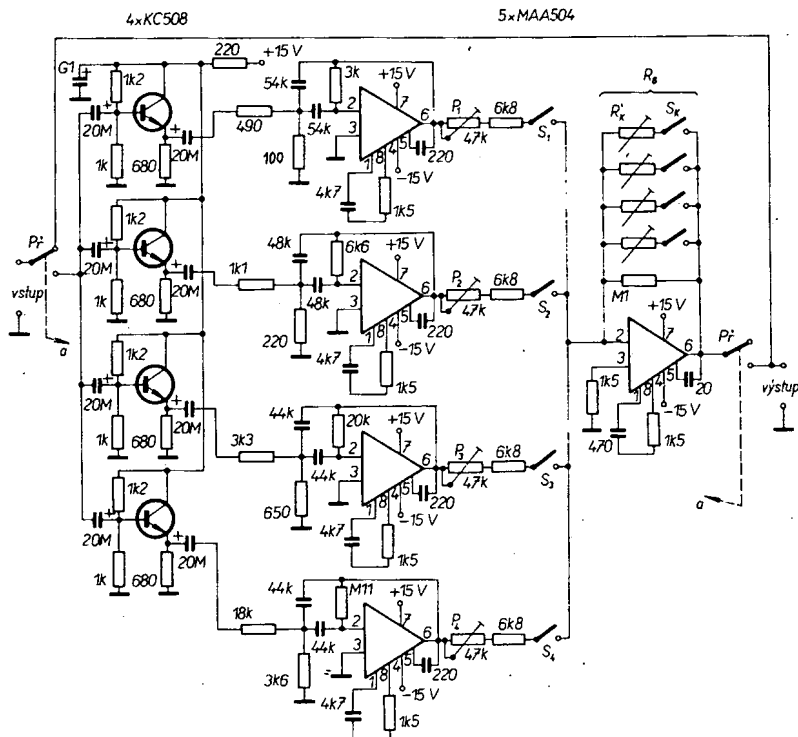 4xKC508
5xMAA504
220
+15 V
G1
+
1k2
20M
+
1k
680
+
20M
490
54k
3k
54k
100
2
3
+15 V
7
6
1
8
4
5
220
-15 V
4k7
1k5
P₁
47k
6k8
S₁
R₈
R'ₖ
Sₖ
Př
vstup
a
1k2
20M
+
1k
680
+
20M
1k1
48k
6k6
48k
220
2
3
+15 V
7
6
1
8
4
5
220
-15 V
4k7
1k5
P₂
47k
6k8
S₂
M1
+15 V
2
3
7
6
1
8
4
5
20
-15 V
1k5
470
1k5
Př
výstup
a
1k2
20M
+
1k
680
+
20M
3k3
44k
20k
44k
650
2
3
+15 V
7
6
1
8
4
5
220
-15 V
4k7
1k5
P₃
47k
6k8
S₃
1k2
20M
+
1k
680
+
20M
18k
44k
M11
44k
3k6
2
3
+15 V
7
6
1
8
4
5
220
-15 V
4k7
1k5
P₄
47k
6k8
S₄